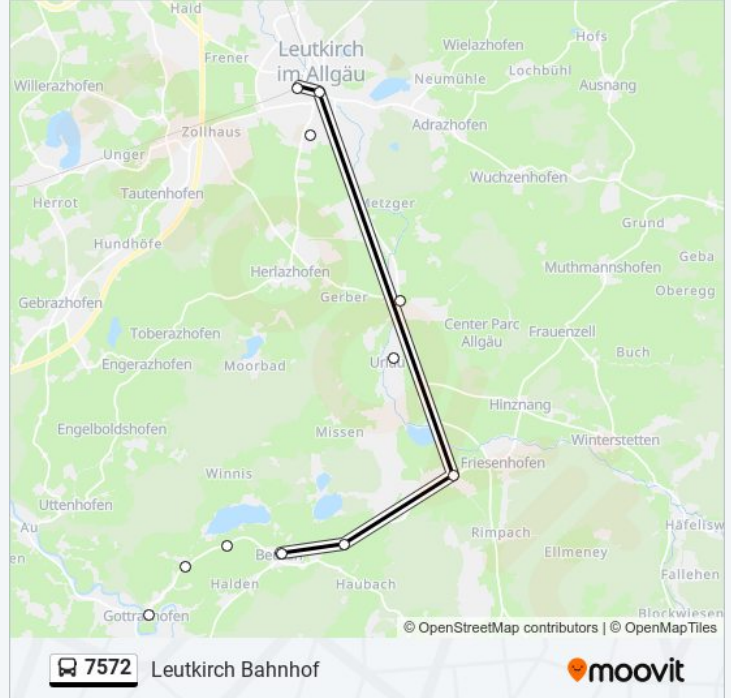 Hald
Hofs
Leutkirch
im Allgäu
Wielazhofen
Frener
Lochbühl
Neumühle
Willerazhofen
Ausnang
Adrazhofen
Zollhaus
Unger
Wuchzenhofen
Tautenhofen
Herrot
Metzger
Grund
Hundhöfe
Geba
Herlazhofen
Muthmannshofen
Gerber
Oberegg
Gebrazhofen
Center Parc
Allgäu
Frauenzell
Toberazhofen
Buch
Engerazhofen
Moorbad
Hinznang
Engelboldshofen
Missen
Winterstetten
Friesenhofen
Winnis
Uttenhofen
Au
Häfelisw
Rimpach
en
Ellmeney
Fallehen
Halden
Haubach
Blockwiesen
© OpenStreetMap contributors | © OpenMapTiles
7572 Leutkirch Bahnhof
moovit